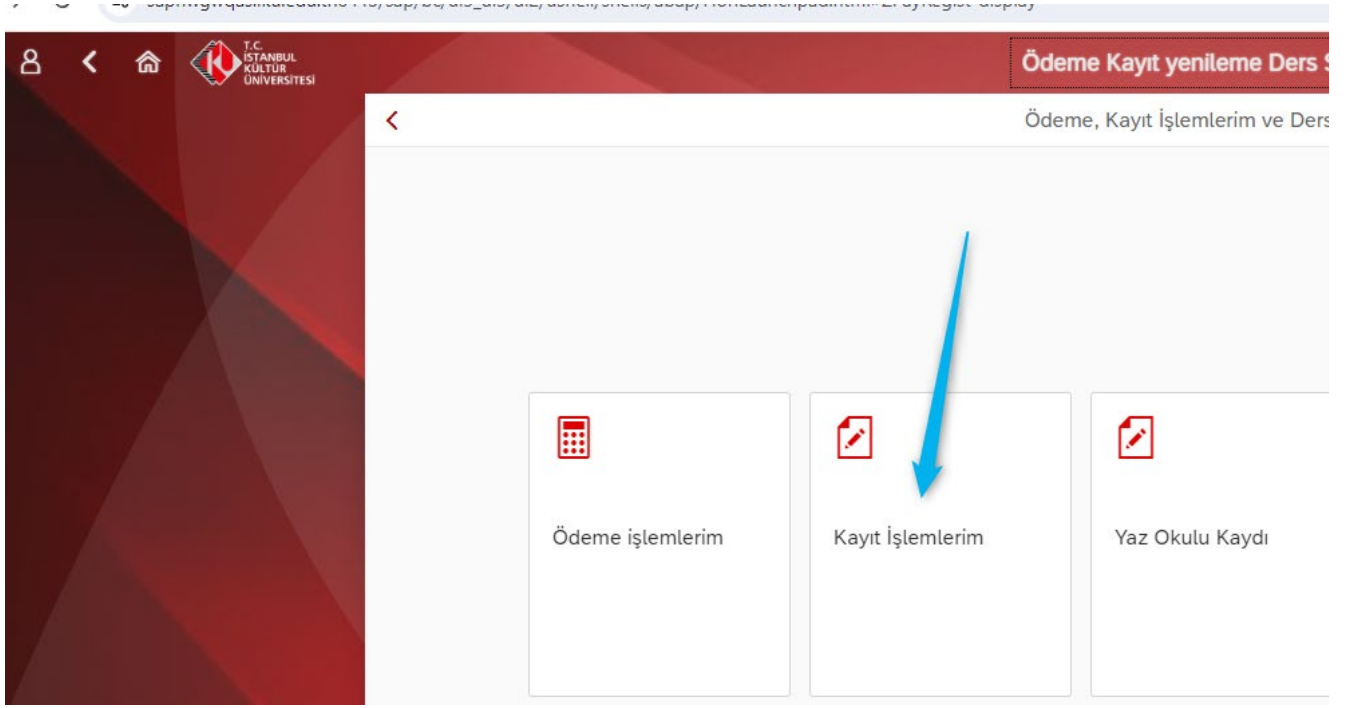 T.C.
İSTANBUL
KÜLTÜR
ÜNİVERSİTESİ
Ödeme Kayıt yenileme Ders
Ödeme, Kayıt İşlemlerim ve Ders
Ödeme işlemlerim
Kayıt İşlemlerim
Yaz Okulu Kaydı